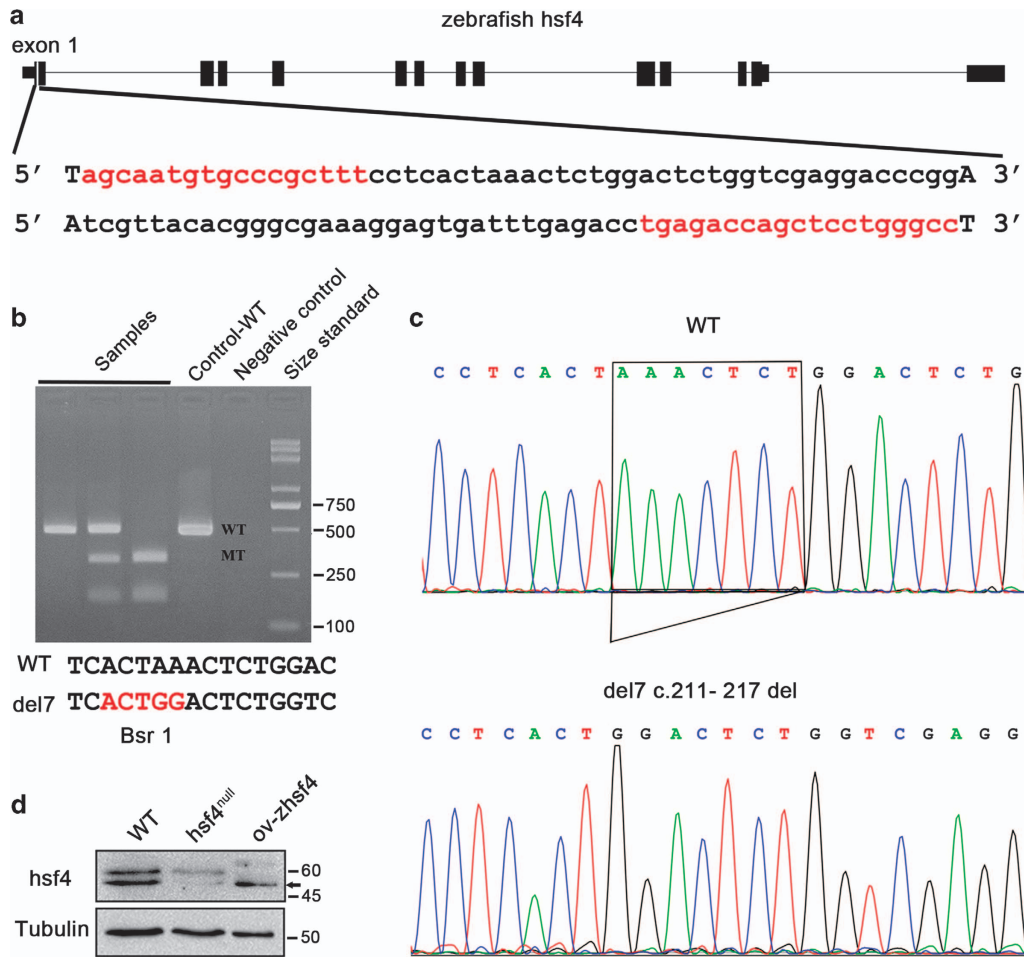 a
zebrafish hsf4
exon 1
5′ TagcaatgtgcccgctttcctcactaaactctggactctggtcgaggacccggA 3′
5′ AtcgttacacgggcgaaaggagtgatttgagacctgagaccagctcctgggccT 3′
b
Samples
Control-WT
Negative control
Size standard
WT
MT
750
500
250
100
WT TCACTAAACTCTGGAC
del7 TCACTGGACTCTGGTC
Bsr 1
c
WT
C C T C A C T A A A C T C T G G A C T C T G
del7 c.211- 217 del
C C T C A C T G G A C T C T G G T C G A G G
d
WT
hsf4null
ov-zhsf4
hsf4
60
45
Tubulin
50